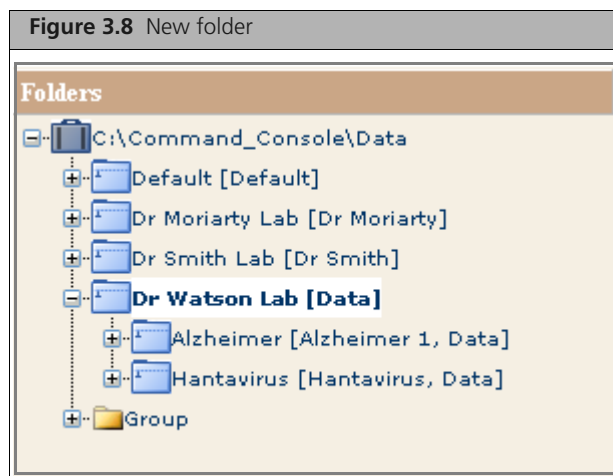 Figure 3.8 New folder
Folders
C:\Command_Console\Data
Default [Default]
Dr Moriarty Lab [Dr Moriarty]
Dr Smith Lab [Dr Smith]
Dr Watson Lab [Data]
Alzheimer [Alzheimer 1, Data]
Hantavirus [Hantavirus, Data]
Group